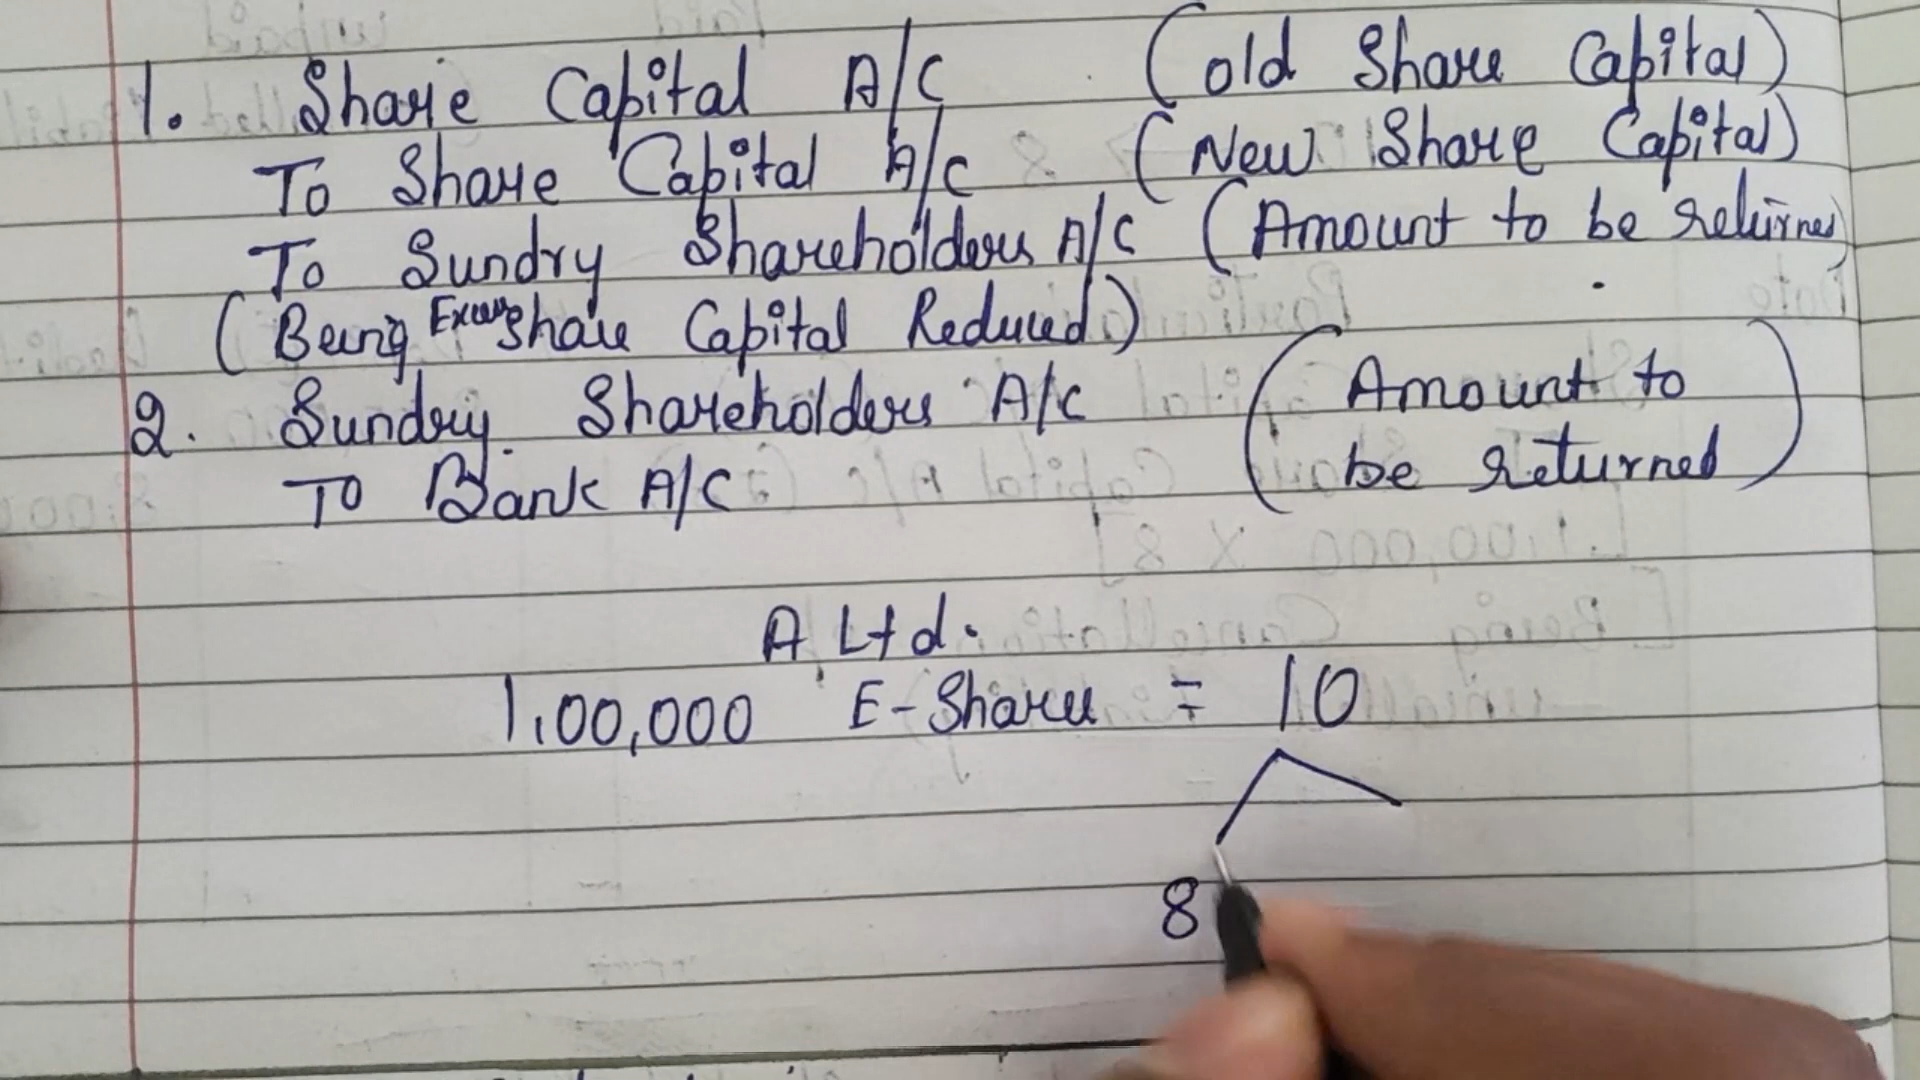 1. Share Capital A/C (old Share Capital)
To Share Capital A/C (New Share Capital)
To Sundry Shareholders A/C (Amount to be returned)
(Being Excess Share Capital Reduced)
2. Sundry Shareholders A/C (Amount to be returned)
To Bank A/C
A Ltd.
1,00,000 E-Share = 10
8